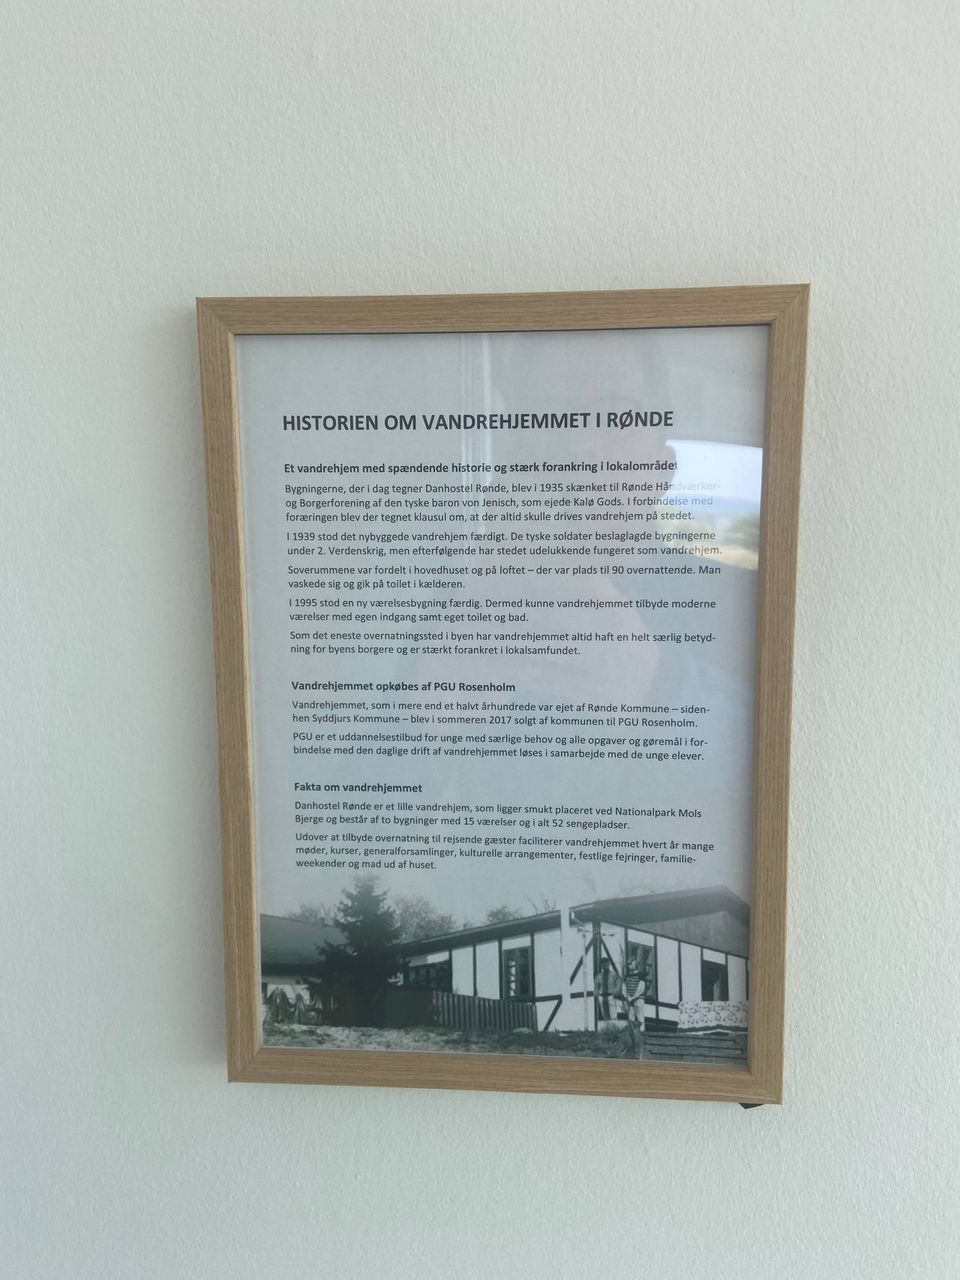 HISTORIEN OM VANDREHJEMMET I RØNDE
Et vandrehjem med spændende historie og stærk forankring i lokalområdet
Bygningerne, der i dag tegner Danhostel Rønde, blev i 1935 skænket til Rønde Håndværker-
og Borgerforening af den tyske baron von Jenisch, som ejede Kalø Gods. I forbindelse med
foræringen blev der tegnet klausul om, at der altid skulle drives vandrehjem på stedet.
I 1939 stod det nybyggede vandrehjem færdigt. De tyske soldater beslaglagde bygningerne
under 2. Verdenskrig, men efterfølgende har stedet udelukkende fungeret som vandrehjem.
Soverummene var fordelt i hovedhuset og på loftet – der var plads til 90 overnattende. Man
vaskede sig og gik på toilet i kælderen.
I 1995 stod en ny værelsesbygning færdig. Dermed kunne vandrehjemmet tilbyde moderne
værelser med egen indgang samt eget toilet og bad.
Som det eneste overnatningssted i byen har vandrehjemmet altid haft en helt særlig betyd-
ning for byens borgere og er stærkt forankret i lokalsamfundet.
Vandrehjemmet opkøbes af PGU Rosenholm
Vandrehjemmet, som i mere end et halvt århundrede var ejet af Rønde Kommune – siden-
hen Syddjurs Kommune – blev i sommeren 2017 solgt af kommunen til PGU Rosenholm.
PGU er et uddannelsestilbud for unge med særlige behov og alle opgaver og gøremål i for-
bindelse med den daglige drift af vandrehjemmet løses i samarbejde med de unge elever.
Fakta om vandrehjemmet
Danhostel Rønde er et lille vandrehjem, som ligger smukt placeret ved Nationalpark Mols
Bjerge og består af to bygninger med 15 værelser og i alt 52 sengepladser.
Udover at tilbyde overnatning til rejsende gæster faciliterer vandrehjemmet hvert år mange
møder, kurser, generalforsamlinger, kulturelle arrangementer, festlige fejringer, familie-
weekender og mad ud af huset.